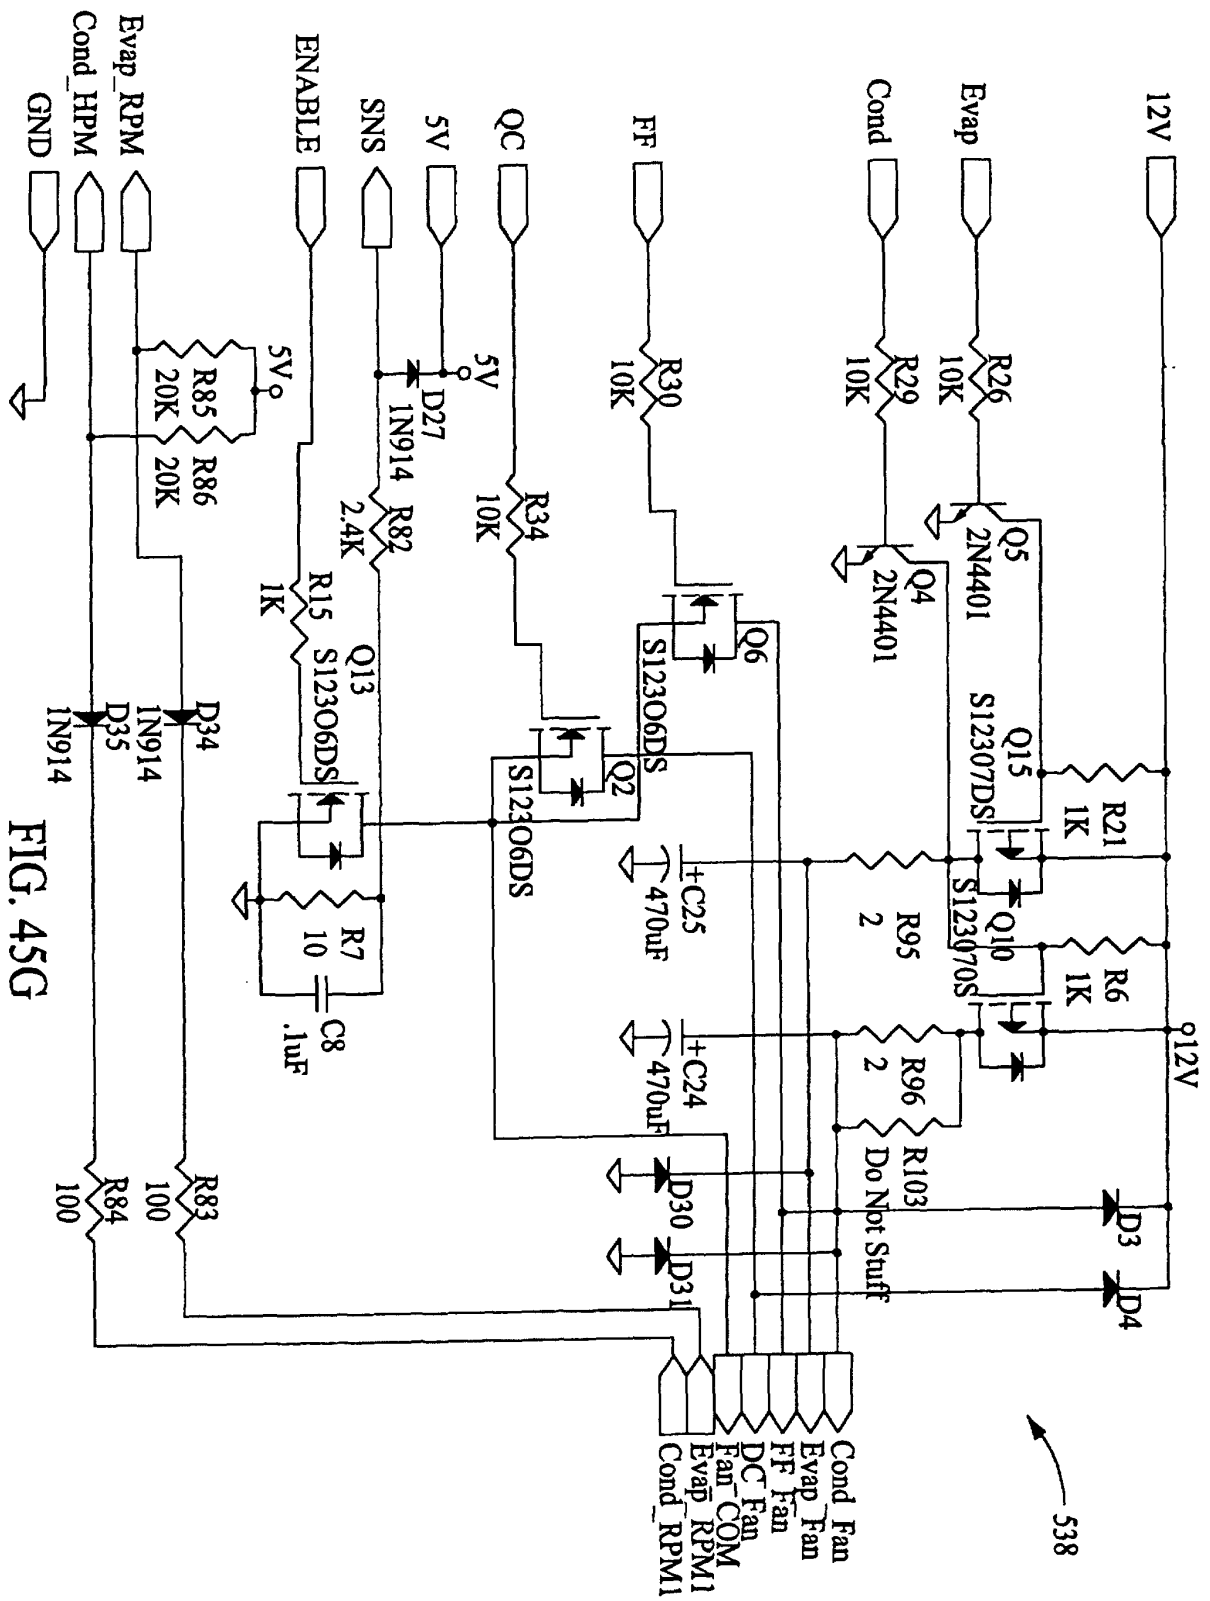 12V
Evap
Cond
FF
QC
5V
SNS
ENABLE
Evap_RPM
Cond_HPM
GND
R26
10K
R29
10K
R30
10K
R34
10K
5V
D27
1N914
R82
2.4K
R15
1K
5V
R85
20K
R86
20K
Q5
2N4401
Q4
2N4401
Q6
S123O6DS
Q2
S123O6DS
Q13
S123O6DS
R7
10
C8
.1uF
D34
1N914
D35
1N914
R21
1K
Q15
S12307DS
R6
1K
Q10
S123070S
12V
R95
2
R96
2
R103
Do Not Stuff
+C25
470uF
+C24
470uF
D30
D31
D3
D4
R83
100
R84
100
Cond_Fan
Evap_Fan
FF_Fan
DC_Fan
Fan_COM
Evap_RPM1
Cond_RPM1
538
FIG. 45G